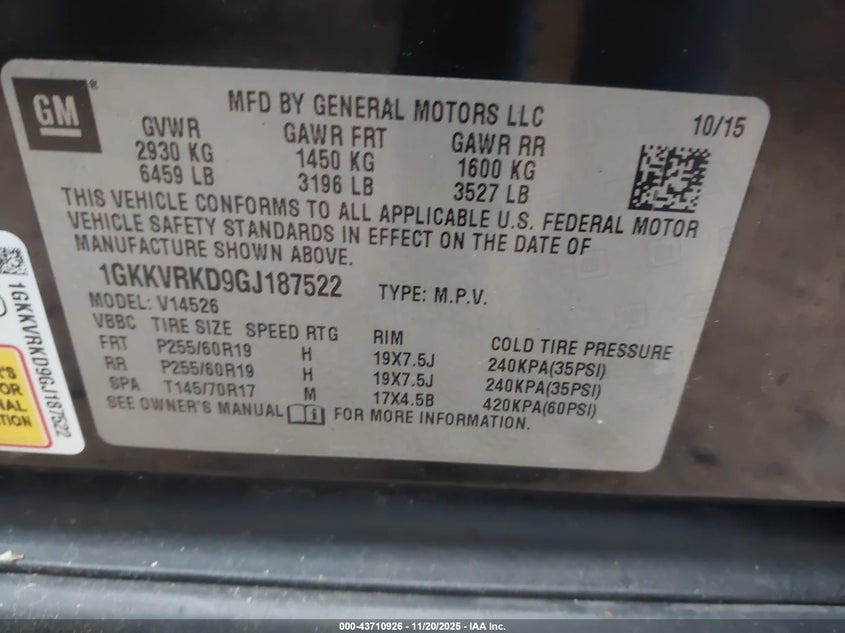 GM®
MFD BY GENERAL MOTORS LLC
10/15
GVWR GAWR FRT GAWR RR
2930 KG 1450 KG 1600 KG
6459 LB 3196 LB 3527 LB
THIS VEHICLE CONFORMS TO ALL APPLICABLE U.S. FEDERAL MOTOR
VEHICLE SAFETY STANDARDS IN EFFECT ON THE DATE OF
MANUFACTURE SHOWN ABOVE.
1GKKVRKD9GJ187522 TYPE: M.P.V.
MODEL: V14526
VBBC TIRE SIZE SPEED RTG RIM COLD TIRE PRESSURE
FRT P255/60R19 H 19X7.5J 240KPA(35PSI)
RR P255/60R19 H 19X7.5J 240KPA(35PSI)
SPA T145/70R17 M 17X4.5B 420KPA(60PSI)
SEE OWNER'S MANUAL FOR MORE INFORMATION.
1GKKVRKD9GJ187522
000-43710926 - 11/20/2025 - IAA Inc.